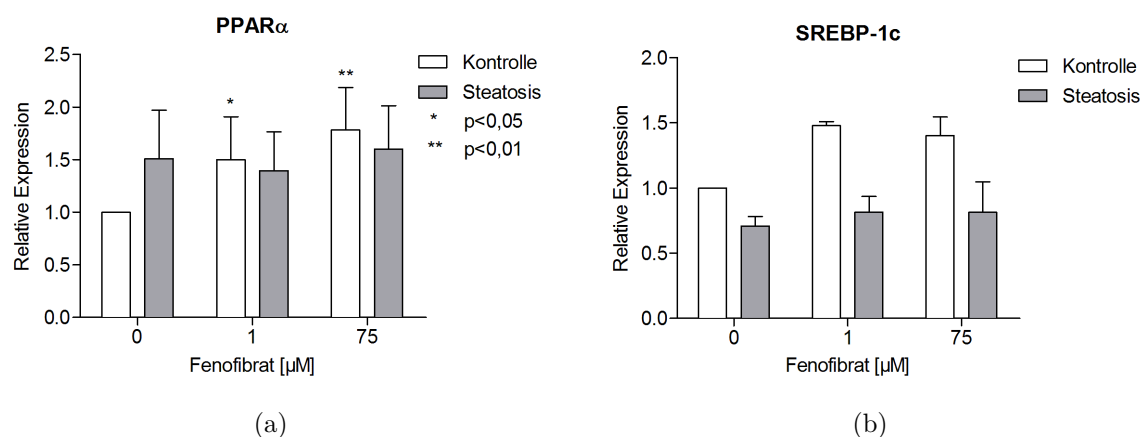 PPARα
2.5
2.0
1.5
1.0
0.5
0.0
Relative Expression
*
**
Kontrolle
Steatosis
* p<0,05
** p<0,01
0 1 75
Fenofibrat [µM]
(a)
SREBP-1c
2.0
1.5
1.0
0.5
0.0
Relative Expression
Kontrolle
Steatosis
0 1 75
Fenofibrat [µM]
(b)